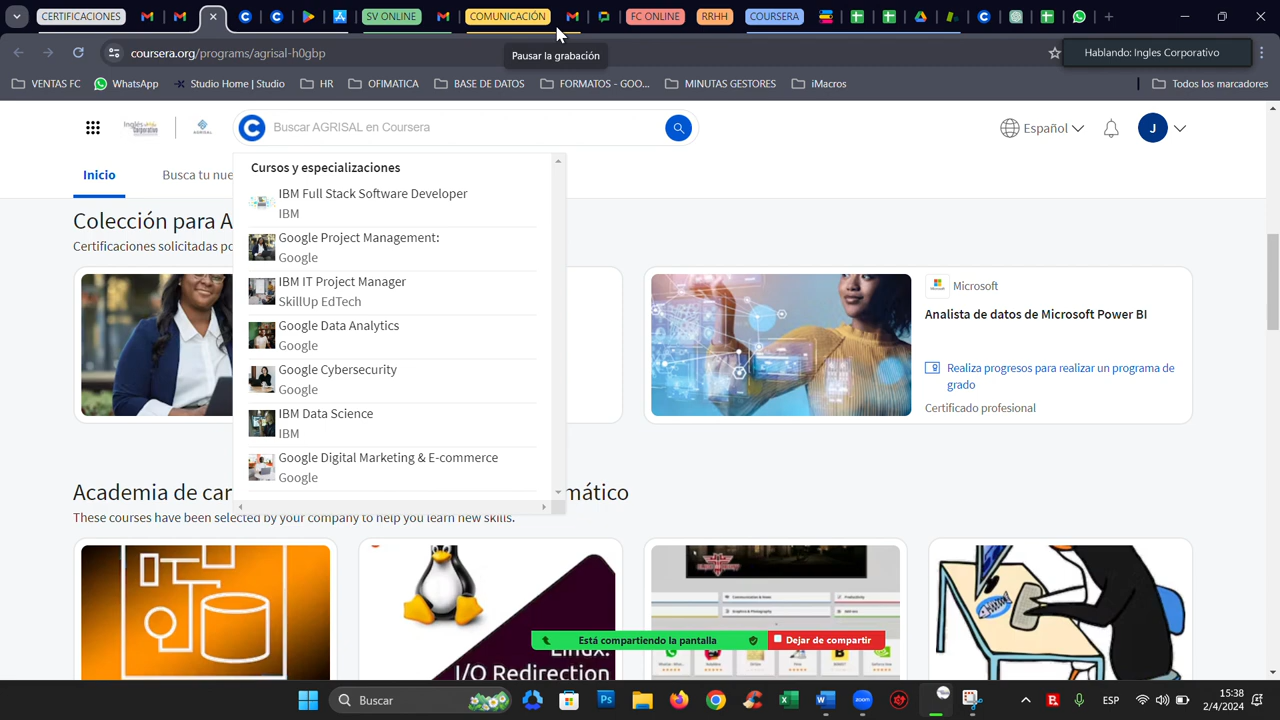 CERTIFICACIONES
SV ONLINE
COMUNICACIÓN
FC ONLINE
RRHH
COURSERA
coursera.org/programs/agrisal-h0gbp
Pausar la grabación
Hablando: Ingles Corporativo
VENTAS FC
WhatsApp
Studio Home | Studio
HR
OFIMATICA
BASE DE DATOS
FORMATOS - GOO...
MINUTAS GESTORES
iMacros
Todos los marcadores
Inglés
Corporativo
AGRISAL
Buscar AGRISAL en Coursera
Español
J
Inicio
Busca tu nue
Cursos y especializaciones
IBM Full Stack Software Developer
IBM
Google Project Management:
Google
IBM IT Project Manager
SkillUp EdTech
Google Data Analytics
Google
Google Cybersecurity
Google
IBM Data Science
IBM
Google Digital Marketing & E-commerce
Google
Colección para A
Certificaciones solicitadas po
Microsoft
Analista de datos de Microsoft Power BI
Realiza progresos para realizar un programa de
grado
Certificado profesional
Academia de car
mático
These courses have been selected by your company to help you learn new skills.
Linux:
I/O Redirection
Está compartiendo la pantalla
Dejar de compartir
Buscar
ESP
15:38
2/4/2024